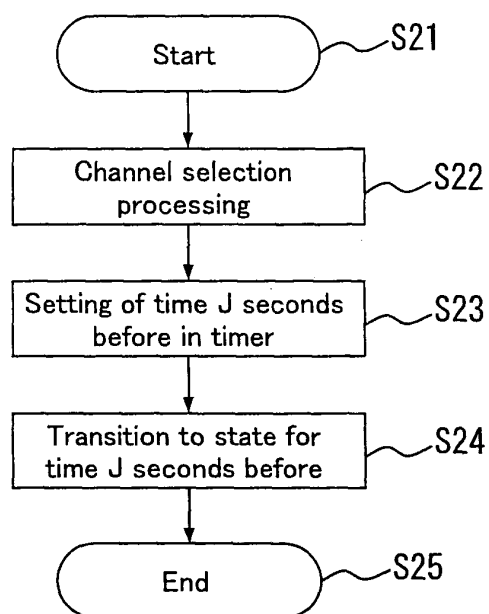 Start
S21
Channel selection
processing
S22
Setting of time J seconds
before in timer
S23
Transition to state for
time J seconds before
S24
End
S25